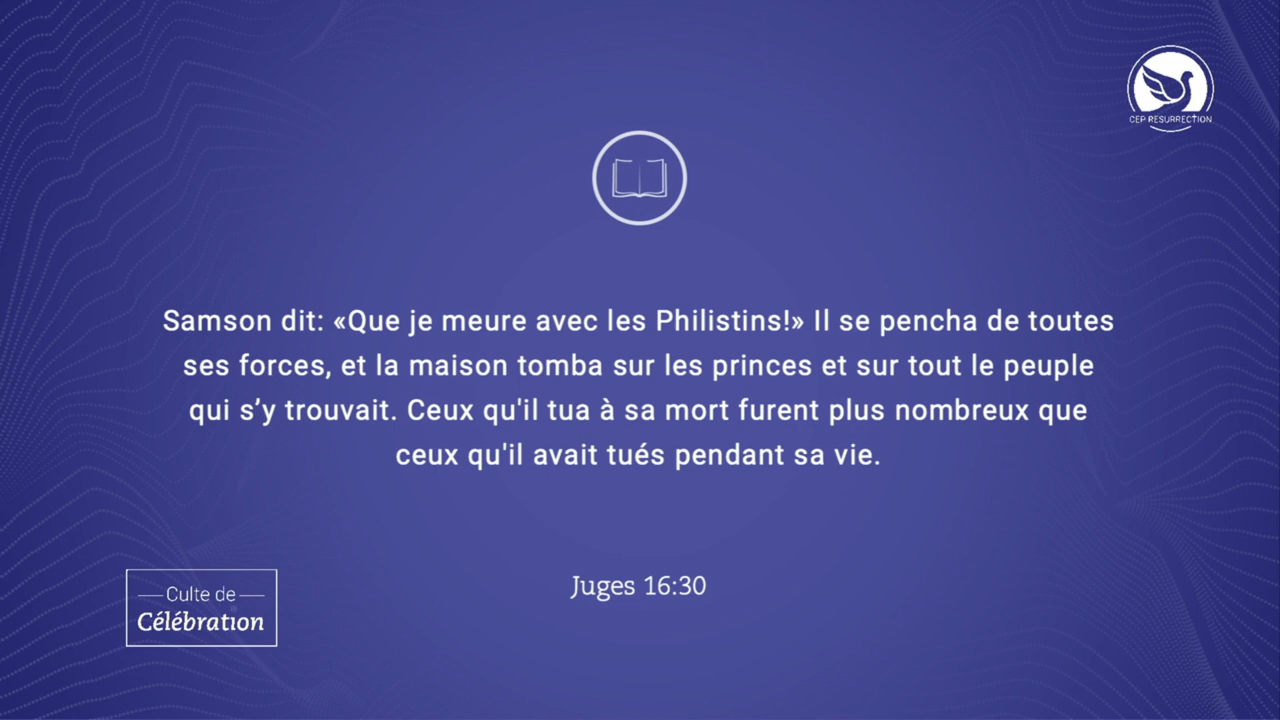 CEP RESURRECTION
Samson dit: «Que je meure avec les Philistins!» Il se pencha de toutes
ses forces, et la maison tomba sur les princes et sur tout le peuple
qui s’y trouvait. Ceux qu'il tua à sa mort furent plus nombreux que
ceux qu'il avait tués pendant sa vie.
Juges 16:30
Culte de
Célébration